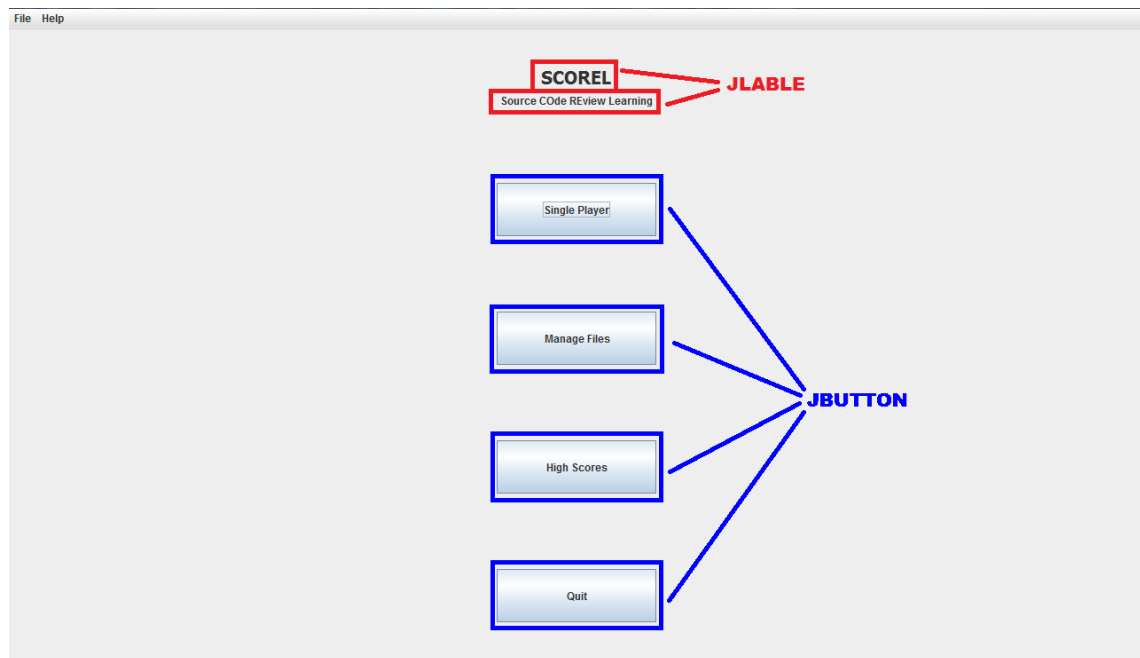 File Help
SCOREL
JLABLE
Source COde REview Learning
Single Player
Manage Files
JBUTTON
High Scores
Quit